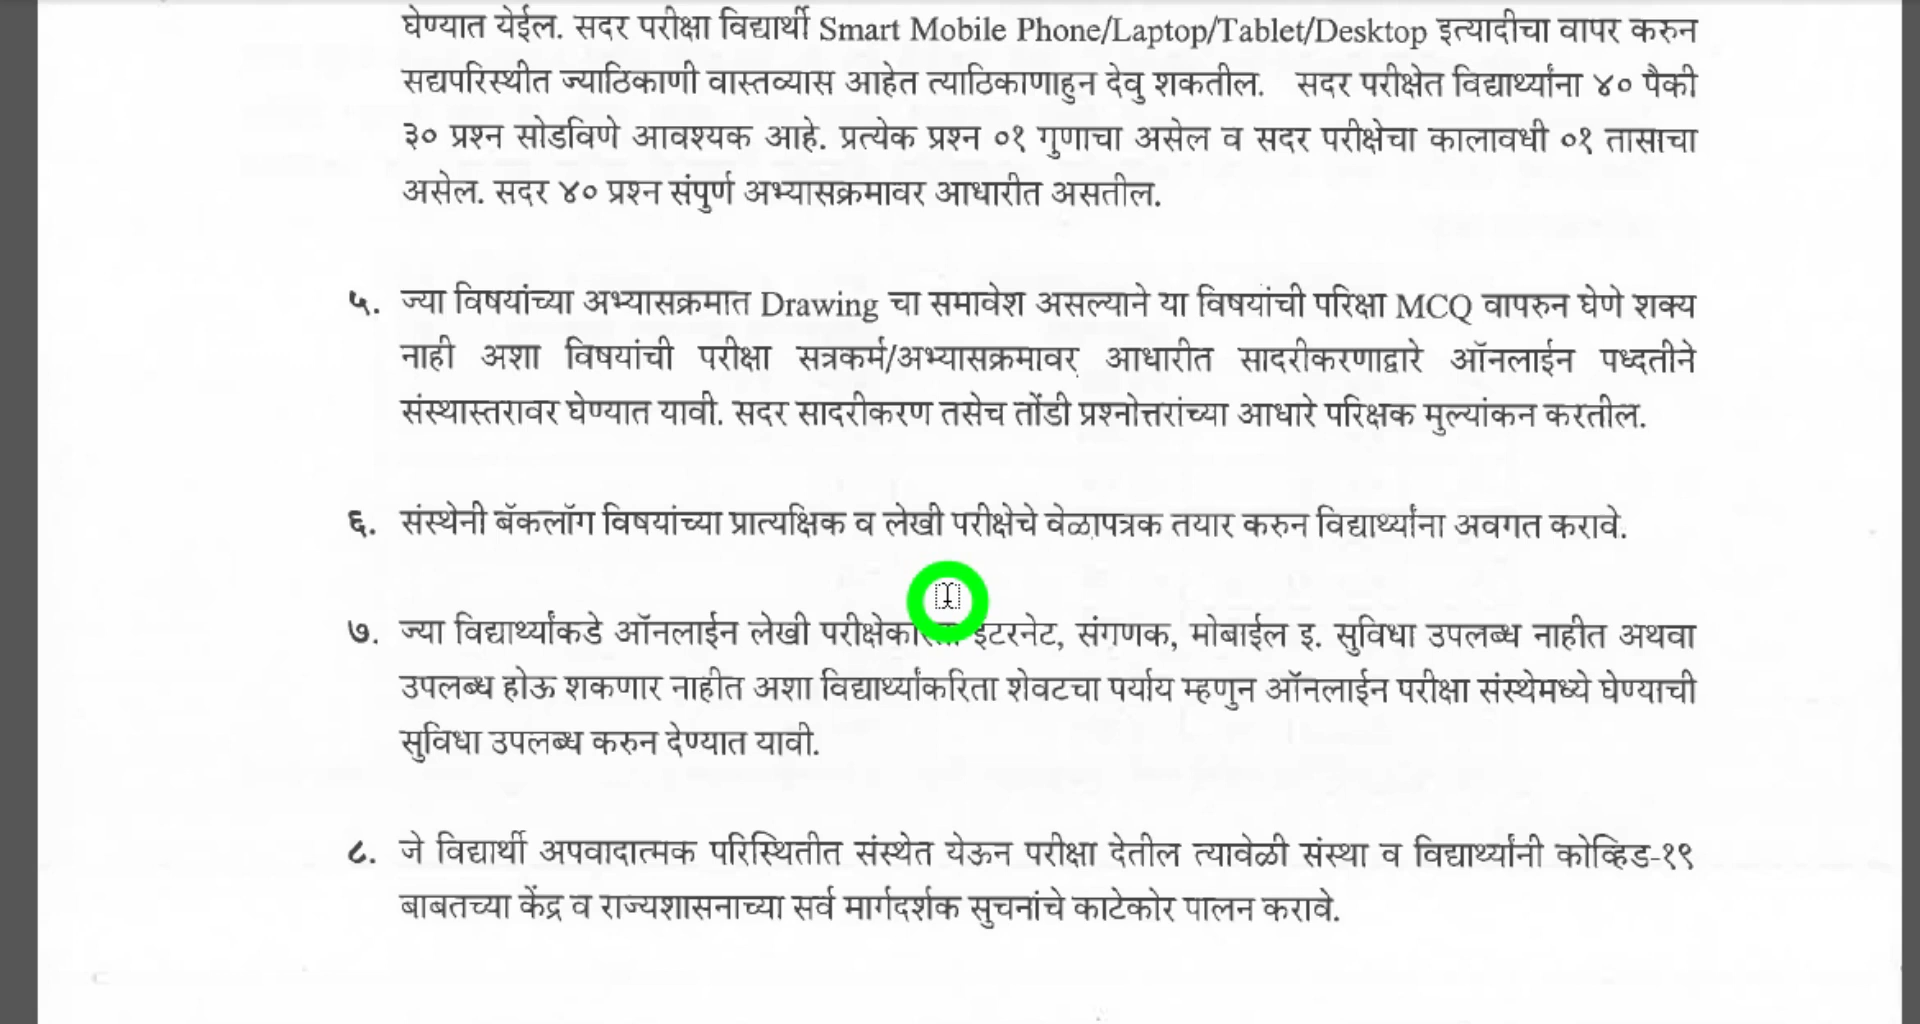 घेण्यात येईल. सदर परीक्षा विद्यार्थी Smart Mobile Phone/Laptop/Tablet/Desktop इत्यादीचा वापर करुन
सद्यपरिस्थीत ज्याठिकाणी वास्तव्यास आहेत त्याठिकाणाहुन देवु शकतील. सदर परीक्षेत विद्यार्थ्यांना ४० पैकी
३० प्रश्न सोडविणे आवश्यक आहे. प्रत्येक प्रश्न ०१ गुणाचा असेल व सदर परीक्षेचा कालावधी ०१ तासाचा
असेल. सदर ४० प्रश्न संपुर्ण अभ्यासक्रमावर आधारीत असतील.
५. ज्या विषयांच्या अभ्यासक्रमात Drawing चा समावेश असल्याने या विषयांची परिक्षा MCQ वापरुन घेणे शक्य
नाही अशा विषयांची परीक्षा सत्रकर्म/अभ्यासक्रमावर आधारीत सादरीकरणाद्वारे ऑनलाईन पध्दतीने
संस्थास्तरावर घेण्यात यावी. सदर सादरीकरण तसेच तोंडी प्रश्नोत्तरांच्या आधारे परिक्षक मुल्यांकन करतील.
६. संस्थेनी बॅकलॉग विषयांच्या प्रात्यक्षिक व लेखी परीक्षेचे वेळापत्रक तयार करुन विद्यार्थ्यांना अवगत करावे.
७. ज्या विद्यार्थ्यांकडे ऑनलाईन लेखी इंटरनेट, संगणक, मोबाईल इ. सुविधा उपलब्ध नाहीत अथवा
उपलब्ध होऊ शकणार नाहीत अशा विद्यार्थ्यांकरिता शेवटचा पर्याय म्हणुन ऑनलाईन परीक्षा संस्थेमध्ये घेण्याची
सुविधा उपलब्ध करुन देण्यात यावी.
८. जे विद्यार्थी अपवादात्मक परिस्थितीत संस्थेत येऊन परीक्षा देतील त्यावेळी संस्था व विद्यार्थ्यांनी कोव्हिड-१९
बाबतच्या केंद्र व राज्यशासनाच्या सर्व मार्गदर्शक सुचनांचे काटेकोर पालन करावे.